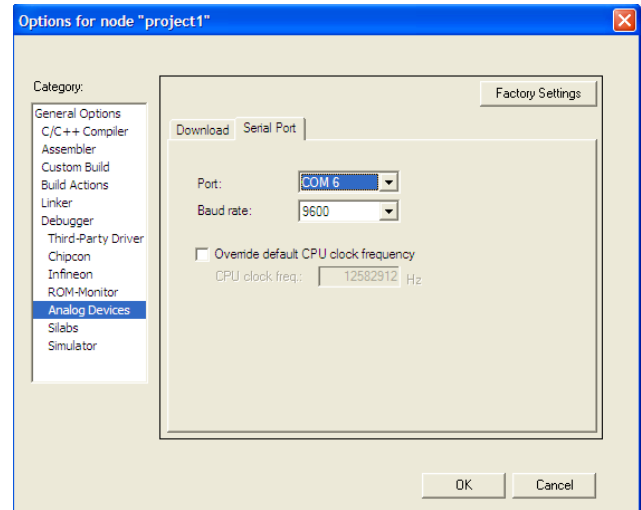 Options for node "project1"
Category:
Factory Settings
General Options
C/C++ Compiler
Assembler
Custom Build
Build Actions
Linker
Debugger
Third-Party Driver
Chipcon
Infineon
ROM-Monitor
Analog Devices
Silabs
Simulator
Download Serial Port
Port: COM 6
Baud rate: 9600
Override default CPU clock frequency
CPU clock freq.: 12582912 Hz
OK Cancel